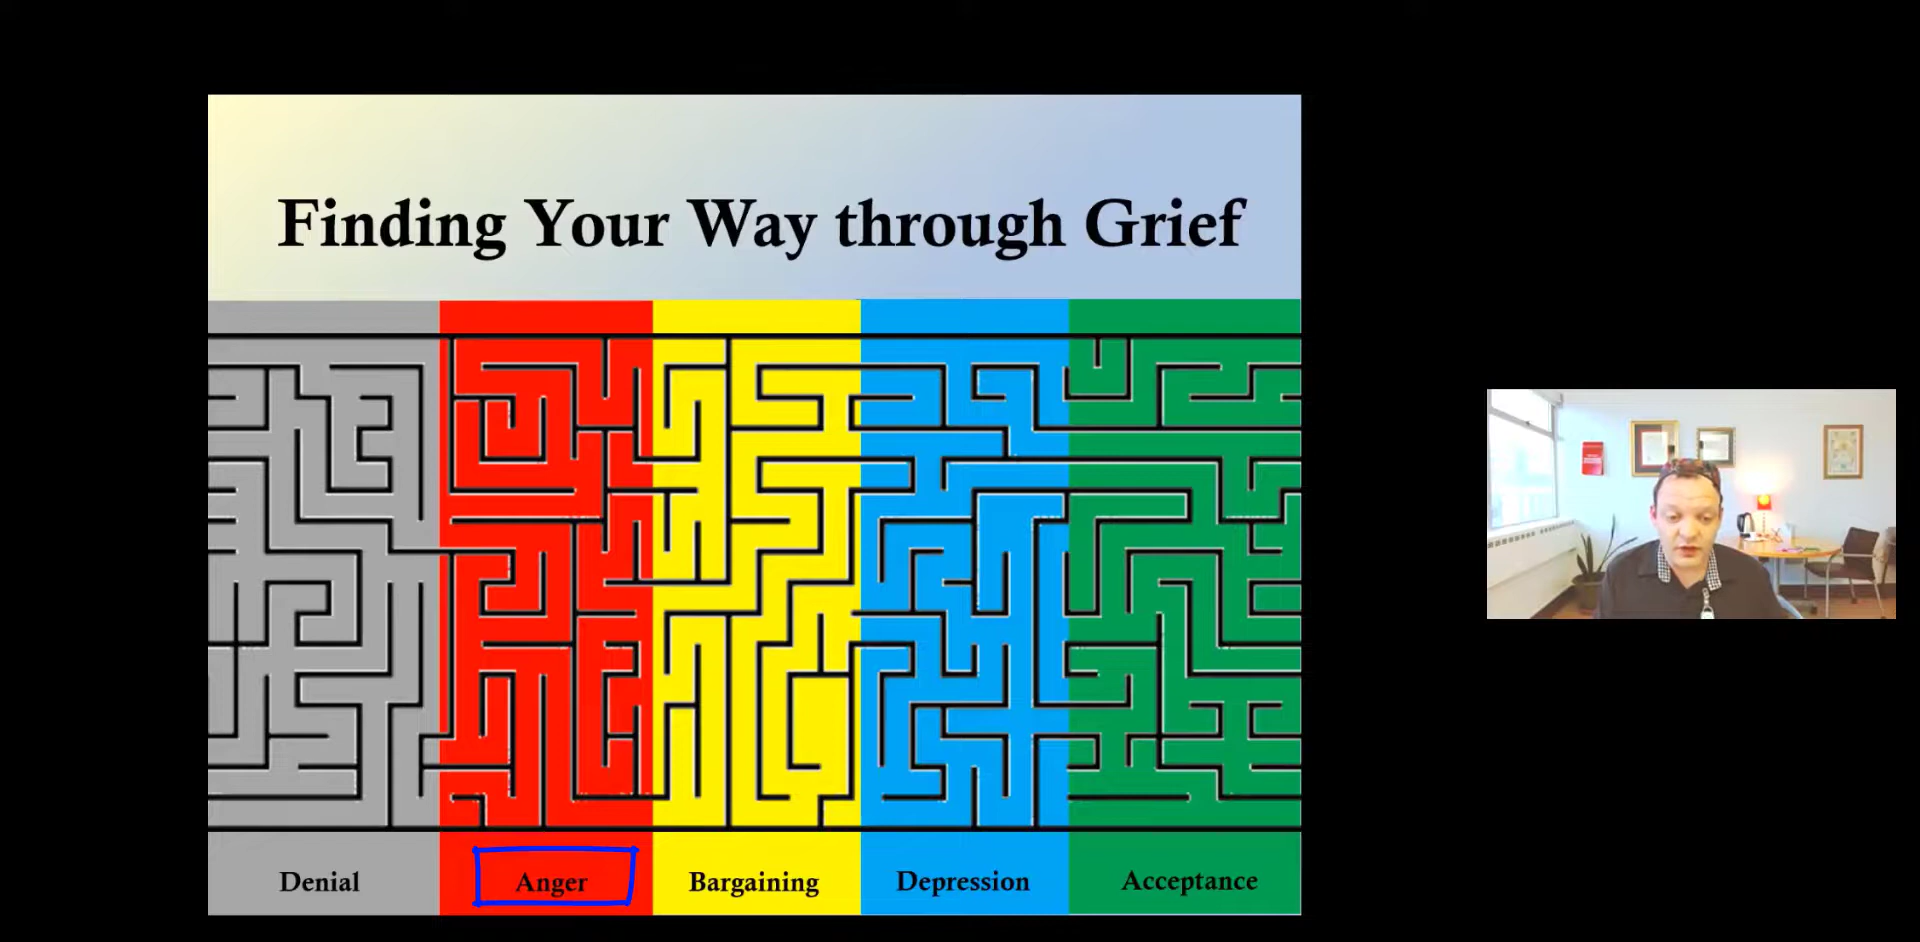 Finding Your Way through Grief
Denial
Anger
Bargaining
Depression
Acceptance